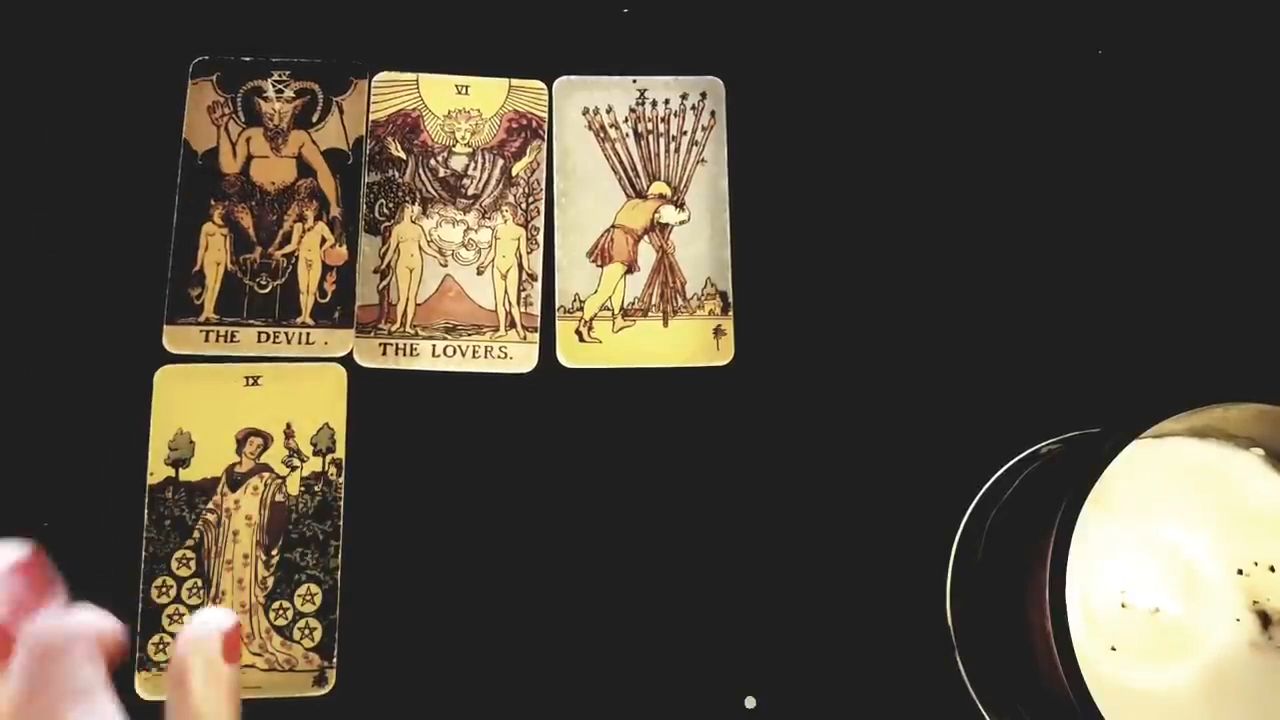 XV
THE DEVIL.
VI
THE LOVERS.
X
IX